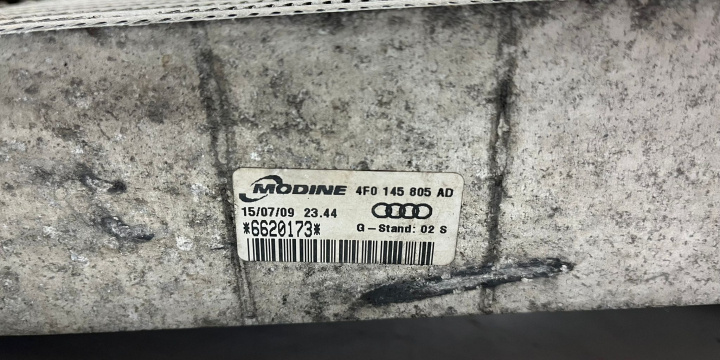 MODINE 4F0 145 805 AD
15/07/09 23.44
*6620173* G-Stand: 02 S